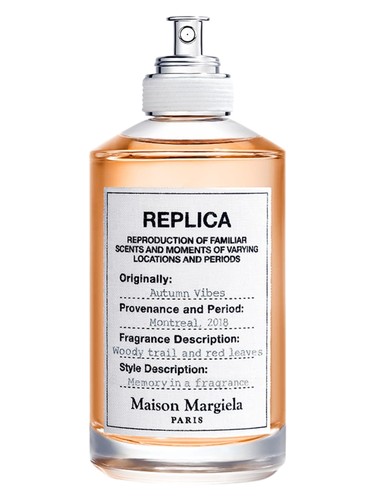 REPLICA
REPRODUCTION OF FAMILIAR
SCENTS AND MOMENTS OF VARYING
LOCATIONS AND PERIODS
Originally:
Autumn Vibes
Provenance and Period:
Montreal, 2018
Fragrance Description:
Woody trail and red leaves
Style Description:
Memory in a fragrance
Maison Margiela
PARIS